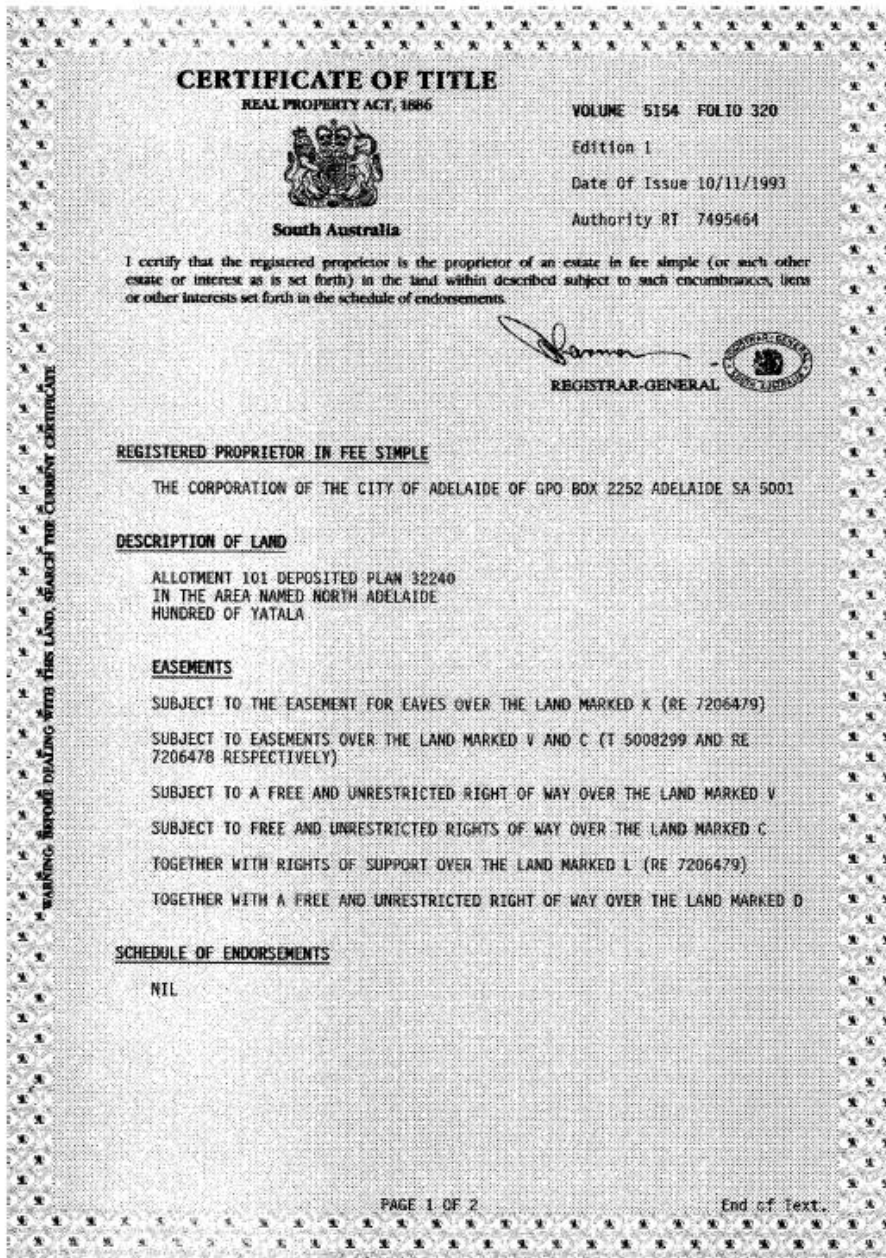 CERTIFICATE OF TITLE
REAL PROPERTY ACT, 1886
South Australia
VOLUME 5154 FOLIO 320
Edition 1
Date Of Issue 10/11/1993
Authority RT 7495464
I certify that the registered proprietor is the proprietor of an estate in fee simple (or such other
estate or interest as is set forth) in the land within described subject to such encumbrances, liens
or other interests set forth in the schedule of endorsements.
REGISTRAR-GENERAL
REGISTRAR-GENERAL
SOUTH AUSTRALIA
WARNING: BEFORE DEALING WITH THIS LAND, SEARCH THE CURRENT CERTIFICATE
REGISTERED PROPRIETOR IN FEE SIMPLE
THE CORPORATION OF THE CITY OF ADELAIDE OF GPO BOX 2252 ADELAIDE SA 5001
DESCRIPTION OF LAND
ALLOTMENT 101 DEPOSITED PLAN 32240
IN THE AREA NAMED NORTH ADELAIDE
HUNDRED OF YATALA
EASEMENTS
SUBJECT TO THE EASEMENT FOR EAVES OVER THE LAND MARKED K (RE 7206479)
SUBJECT TO EASEMENTS OVER THE LAND MARKED V AND C (T 5008299 AND RE
7206478 RESPECTIVELY)
SUBJECT TO A FREE AND UNRESTRICTED RIGHT OF WAY OVER THE LAND MARKED V
SUBJECT TO FREE AND UNRESTRICTED RIGHTS OF WAY OVER THE LAND MARKED C
TOGETHER WITH RIGHTS OF SUPPORT OVER THE LAND MARKED L (RE 7206479)
TOGETHER WITH A FREE AND UNRESTRICTED RIGHT OF WAY OVER THE LAND MARKED D
SCHEDULE OF ENDORSEMENTS
NIL
PAGE 1 OF 2
End of Text.